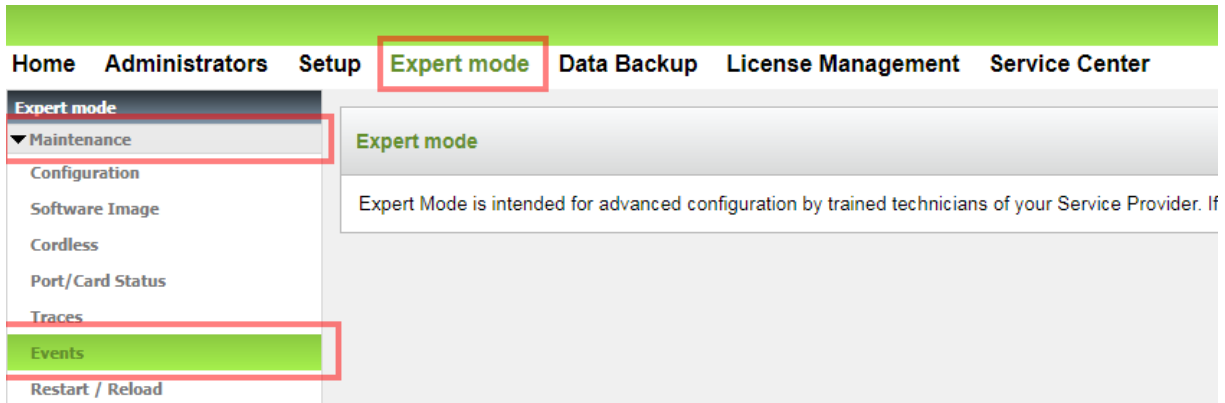 Home Administrators Setup Expert mode Data Backup License Management Service Center
Expert mode
Maintenance
Configuration
Software Image
Cordless
Port/Card Status
Traces
Events
Restart / Reload
Expert mode
Expert Mode is intended for advanced configuration by trained technicians of your Service Provider. If